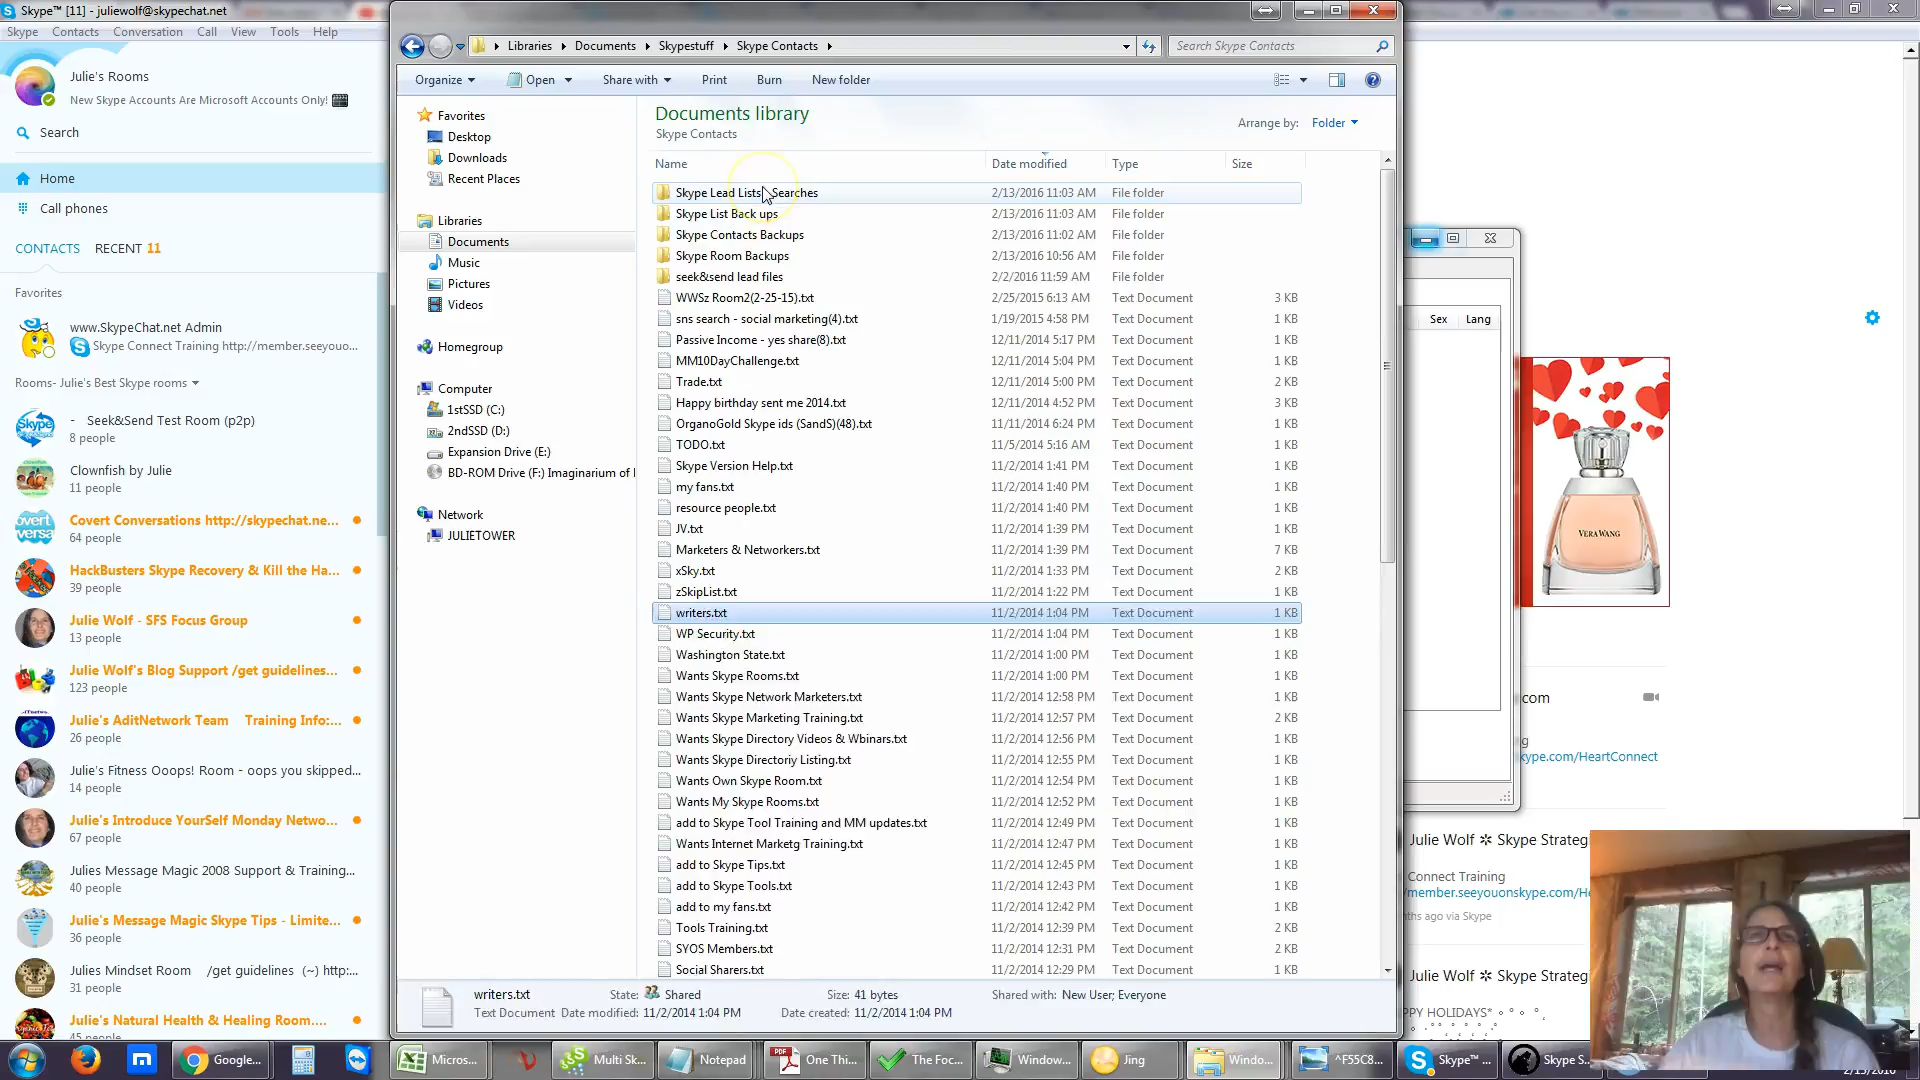 Skype™ [11] - juliewolf@skypechat.net
Skype Contacts Conversation Call View Tools Help
Julie's Rooms
New Skype Accounts Are Microsoft Accounts Only!
Search
Home
Call phones
CONTACTS RECENT 11
Favorites
www.SkypeChat.net Admin
Skype Connect Training http://member.seeyouo...
Rooms- Julie's Best Skype rooms
- Seek&Send Test Room (p2p)
8 people
Clownfish by Julie
11 people
Covert Conversations http://skypechat.ne...
64 people
HackBusters Skype Recovery & Kill the Ha...
39 people
Julie Wolf - SFS Focus Group
13 people
Julie Wolf's Blog Support /get guidelines...
123 people
Julie's AditNetwork Team Training Info:...
26 people
Julie's Fitness Ooops! Room - oops you skipped...
14 people
Julie's Introduce YourSelf Monday Netwo...
67 people
Julies Message Magic 2008 Support & Training...
40 people
Julie's Message Magic Skype Tips - Limite...
36 people
Julies Mindset Room /get guidelines (~) http:...
31 people
Julie's Natural Health & Healing Room....
45 people
Libraries Documents Skypestuff Skype Contacts
Search Skype Contacts
Organize Open Share with Print Burn New folder
Favorites
Desktop
Downloads
Recent Places
Libraries
Documents
Music
Pictures
Videos
Homegroup
Computer
1stSSD (C:)
2ndSSD (D:)
Expansion Drive (E:)
BD-ROM Drive (F:) Imaginarium of
Network
JULIETOWER
Documents library
Skype Contacts
Arrange by: Folder
Name Date modified Type Size
Skype Lead Lists Searches 2/13/2016 11:03 AM File folder
Skype List Back ups 2/13/2016 11:03 AM File folder
Skype Contacts Backups 2/13/2016 11:02 AM File folder
Skype Room Backups 2/13/2016 10:56 AM File folder
seek&send lead files 2/2/2016 11:59 AM File folder
WWSz Room2(2-25-15).txt 2/25/2015 6:13 AM Text Document 3 KB
sns search - social marketing(4).txt 1/19/2015 4:58 PM Text Document 1 KB
Passive Income - yes share(8).txt 12/11/2014 5:17 PM Text Document 1 KB
MM10DayChallenge.txt 12/11/2014 5:04 PM Text Document 1 KB
Trade.txt 12/11/2014 5:00 PM Text Document 2 KB
Happy birthday sent me 2014.txt 12/11/2014 4:52 PM Text Document 3 KB
OrganoGold Skype ids (SandS)(48).txt 11/11/2014 6:24 PM Text Document 1 KB
TODO.txt 11/5/2014 5:16 AM Text Document 1 KB
Skype Version Help.txt 11/2/2014 1:41 PM Text Document 1 KB
my fans.txt 11/2/2014 1:40 PM Text Document 1 KB
resource people.txt 11/2/2014 1:40 PM Text Document 1 KB
JV.txt 11/2/2014 1:39 PM Text Document 1 KB
Marketers & Networkers.txt 11/2/2014 1:39 PM Text Document 7 KB
xSky.txt 11/2/2014 1:33 PM Text Document 2 KB
zSkipList.txt 11/2/2014 1:22 PM Text Document 1 KB
writers.txt 11/2/2014 1:04 PM Text Document 1 KB
WP Security.txt 11/2/2014 1:04 PM Text Document 1 KB
Washington State.txt 11/2/2014 1:00 PM Text Document 1 KB
Wants Skype Rooms.txt 11/2/2014 1:00 PM Text Document 1 KB
Wants Skype Network Marketers.txt 11/2/2014 12:58 PM Text Document 1 KB
Wants Skype Marketing Training.txt 11/2/2014 12:57 PM Text Document 2 KB
Wants Skype Directory Videos & Wbinars.txt 11/2/2014 12:56 PM Text Document 1 KB
Wants Skype Directoriy Listing.txt 11/2/2014 12:55 PM Text Document 1 KB
Wants Own Skype Room.txt 11/2/2014 12:54 PM Text Document 1 KB
Wants My Skype Rooms.txt 11/2/2014 12:52 PM Text Document 1 KB
add to Skype Tool Training and MM updates.txt 11/2/2014 12:49 PM Text Document 1 KB
Wants Internet Marketg Training.txt 11/2/2014 12:47 PM Text Document 1 KB
add to Skype Tips.txt 11/2/2014 12:45 PM Text Document 1 KB
add to Skype Tools.txt 11/2/2014 12:43 PM Text Document 1 KB
add to my fans.txt 11/2/2014 12:42 PM Text Document 1 KB
Tools Training.txt 11/2/2014 12:39 PM Text Document 2 KB
SYOS Members.txt 11/2/2014 12:31 PM Text Document 2 KB
Social Sharers.txt 11/2/2014 12:29 PM Text Document 1 KB
writers.txt State: Shared Size: 41 bytes Shared with: New User; Everyone
Text Document Date modified: 11/2/2014 1:04 PM Date created: 11/2/2014 1:04 PM
Sex Lang
VERA WANG
com
g
kype.com/HeartConnect
Julie Wolf ✲ Skype Strategi
Connect Training
/member.seeyouonskype.com/He
nths ago via Skype
Julie Wolf ✲ Skype Strategi
PPY HOLIDAYS*
Google... Micros... Multi Sk... Notepad One Thi... The Foc... Window... Jing Windo... ^F55C8... Skype™ ... Skype S...